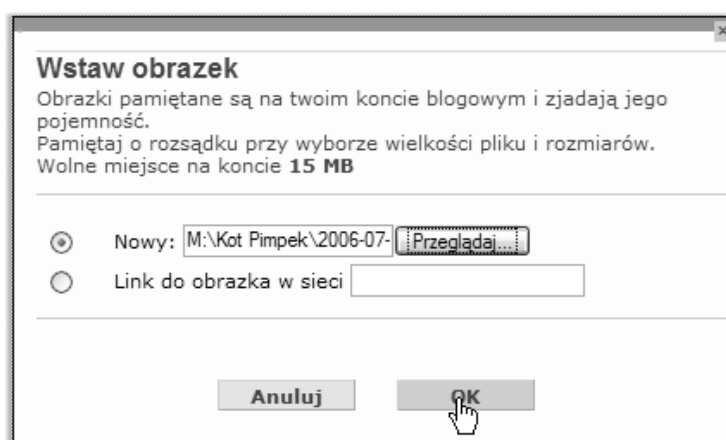 Wstaw obrazek
Obrazki pamiętane są na twoim koncie blogowym i zjadają jego
pojemność.
Pamiętaj o rozsądku przy wyborze wielkości pliku i rozmiarów.
Wolne miejsce na koncie 15 MB
Nowy: M:\Kot Pimpek\2006-07- Przeglądaj...
Link do obrazka w sieci
Anuluj OK